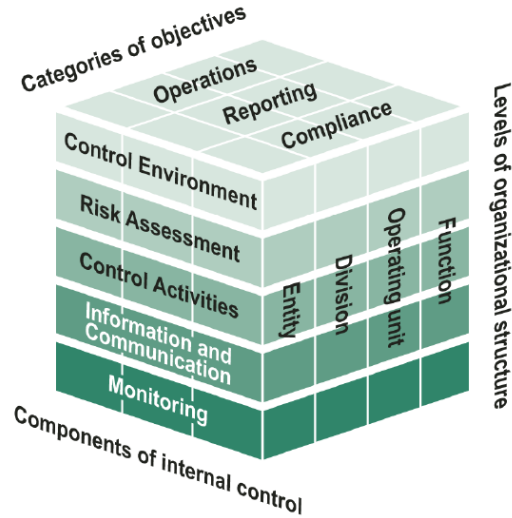 Categories of objectives
Operations
Reporting
Compliance
Control Environment
Risk Assessment
Control Activities
Information and
Communication
Monitoring
Components of internal control
Entity
Division
Operating unit
Function
Levels of organizational structure